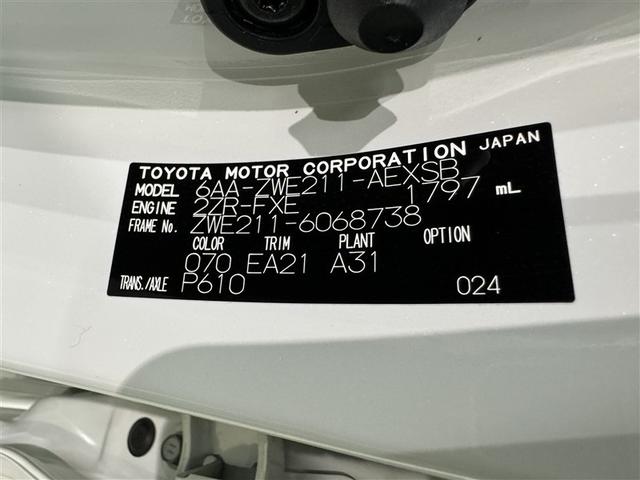 TOYOTA MOTOR CORPORATION JAPAN
MODEL 6AA-ZWE211-AEXSB
ENGINE 2ZR-FXE 1797 mL
FRAME No. ZWE211-6068738
COLOR TRIM PLANT OPTION
070 EA21 A31
TRANS./AXLE P610 024